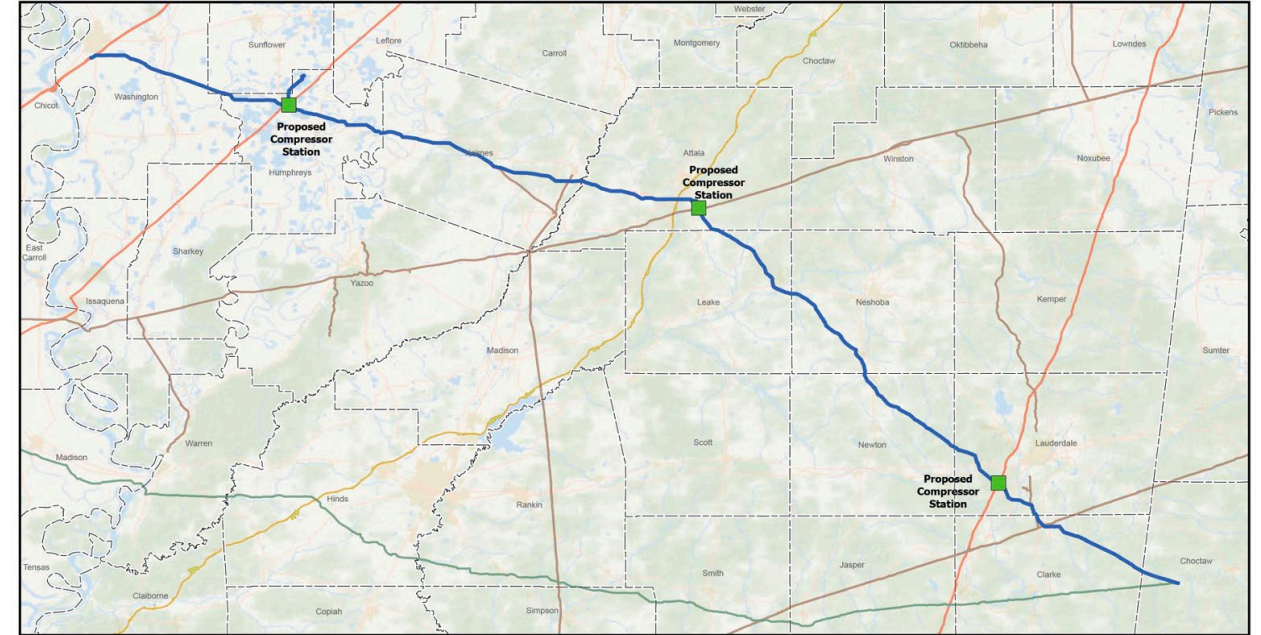 Webster
Sunflower
Leflore
Carroll
Montgomery
Oktibbeha
Lowndes
Choctaw
Chicot
Washington
Pickens
Proposed
Compressor
Station
Humphreys
Holmes
Attala
Winston
Noxubee
Proposed
Compressor
Station
East
Carroll
Sharkey
Yazoo
Issaquena
Leake
Neshoba
Kemper
Madison
Sumter
Warren
Scott
Newton
Lauderdale
Madison
Proposed
Compressor
Station
Hinds
Rankin
Tensas
Smith
Jasper
Clarke
Choctaw
Claiborne
Copiah
Simpson